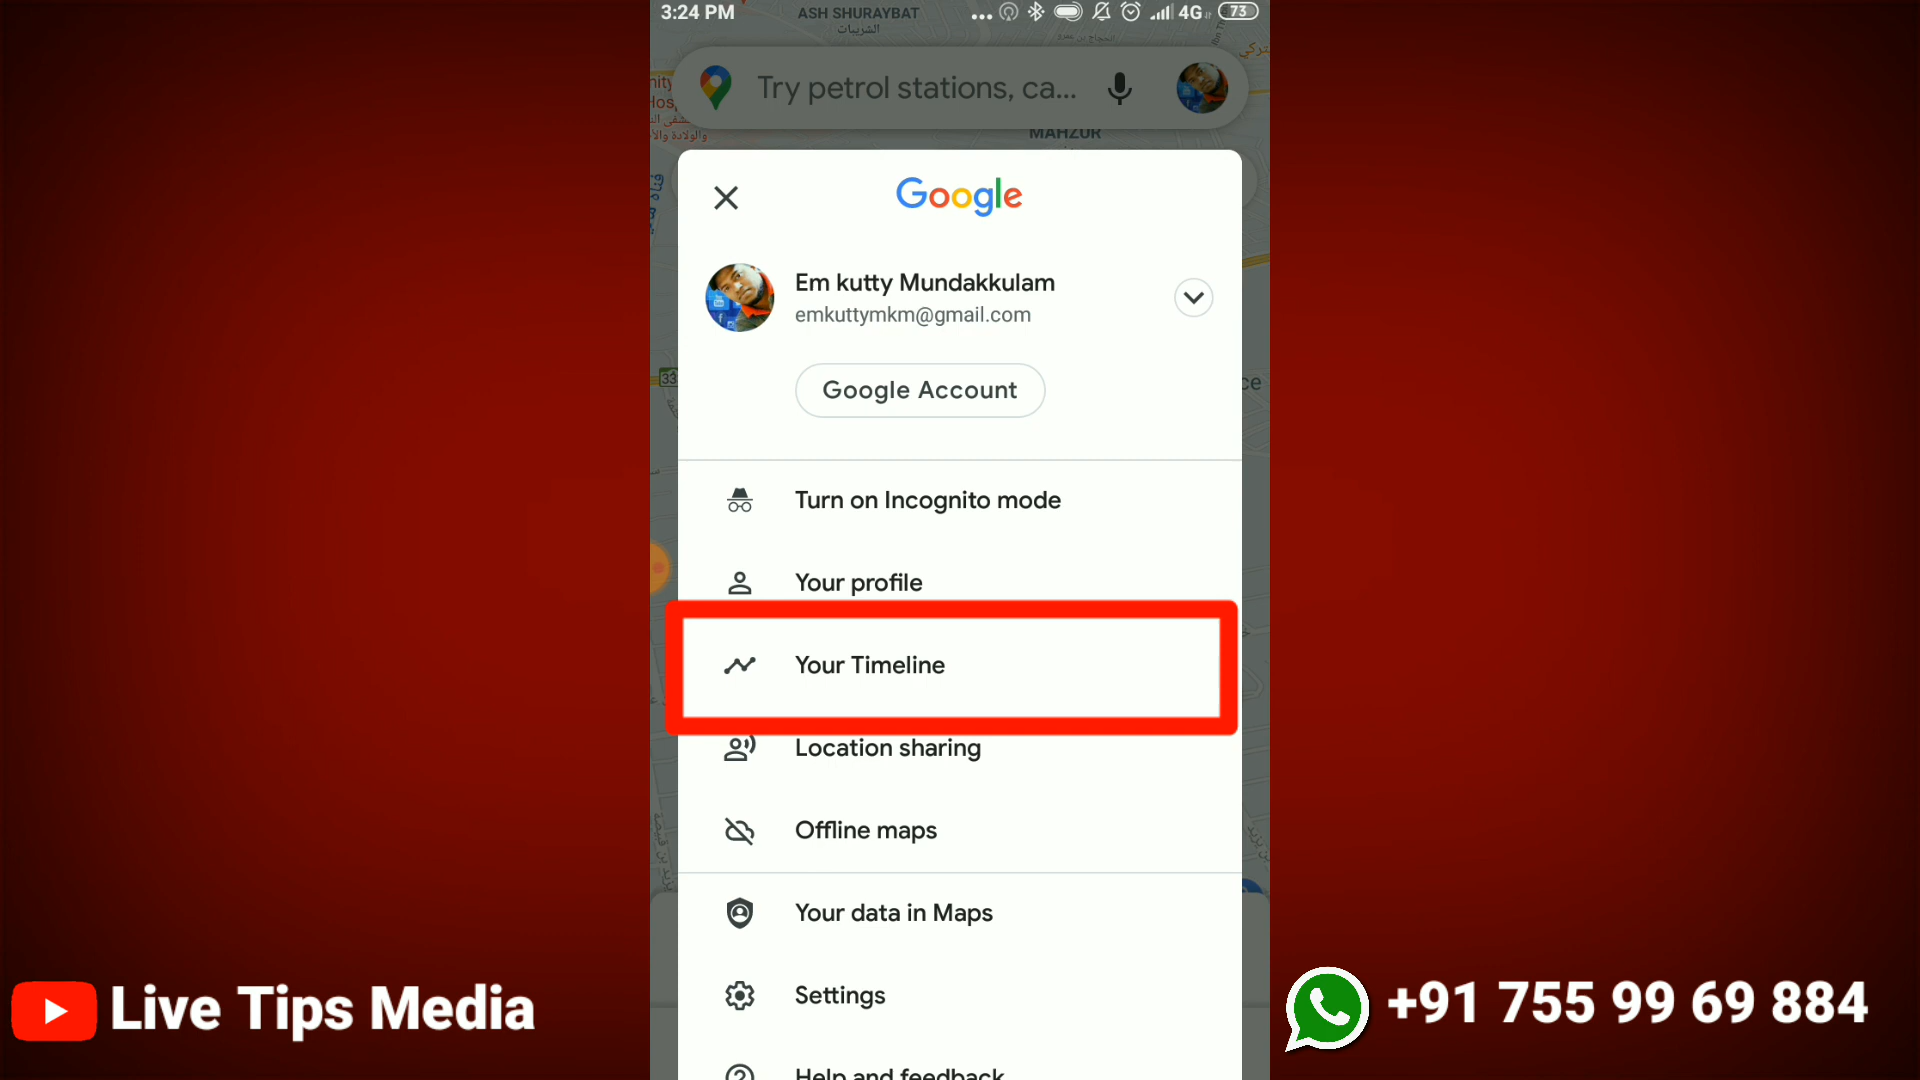 3:24 PM
ASH SHURAYBAT
الشريبات
4G
73
Try petrol stations, ca...
MAHZUR
Google
Em kutty Mundakkulam
emkuttymkm@gmail.com
Google Account
Turn on Incognito mode
Your profile
Your Timeline
Location sharing
Offline maps
Your data in Maps
Settings
Help and feedback
Live Tips Media
+91 755 99 69 884